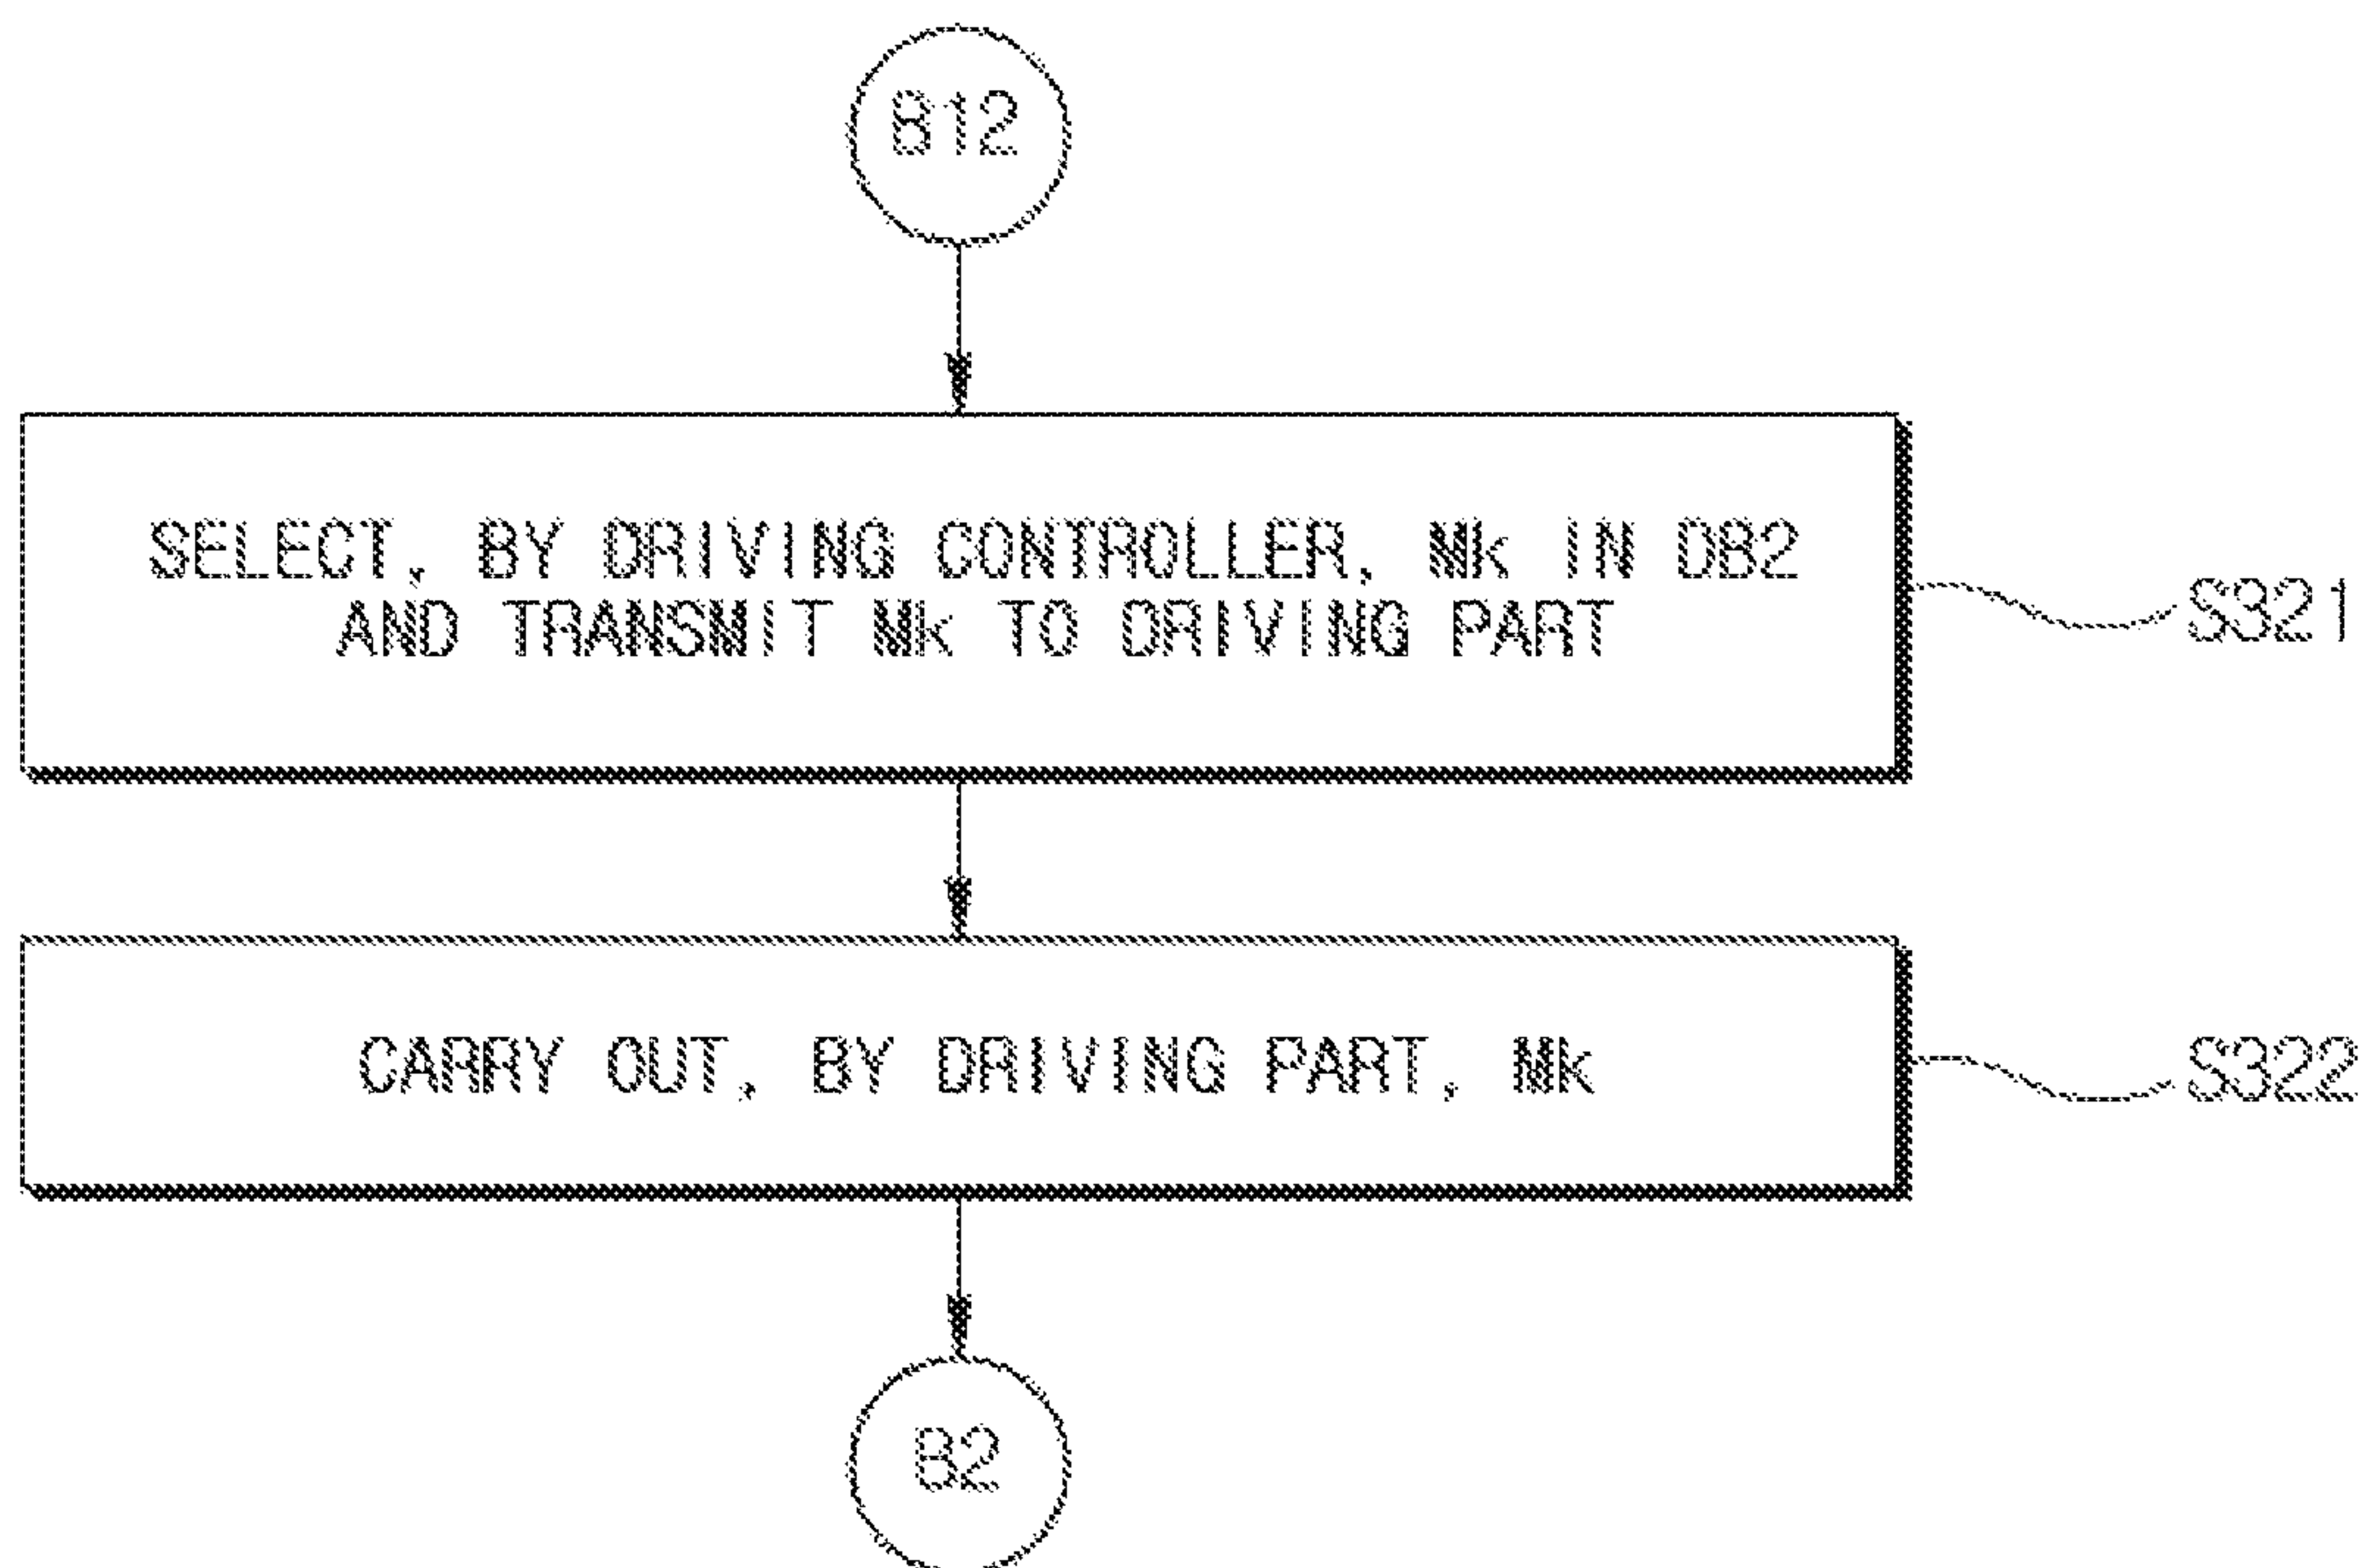 B12
SELECT, BY DRIVING CONTROLLER, Mk IN DB2
AND TRANSMIT Mk TO DRIVING PART
S321
CARRY OUT, BY DRIVING PART, Mk
S322
B2